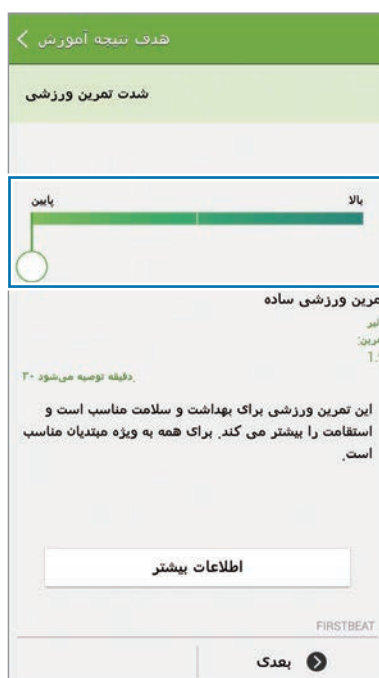 هدف نتیجه آموزش
شدت تمرین ورزشی
پایین
بالا
ورزشی ساده
۳۰ دقیقه توصیه می‌شود.
این تمرین ورزشی برای بهداشت و سلامت مناسب است و
استقامت را بیشتر می کند. برای همه به ویژه مبتدیان مناسب
است.
اطلاعات بیشتر
FIRSTBEAT
بعدی